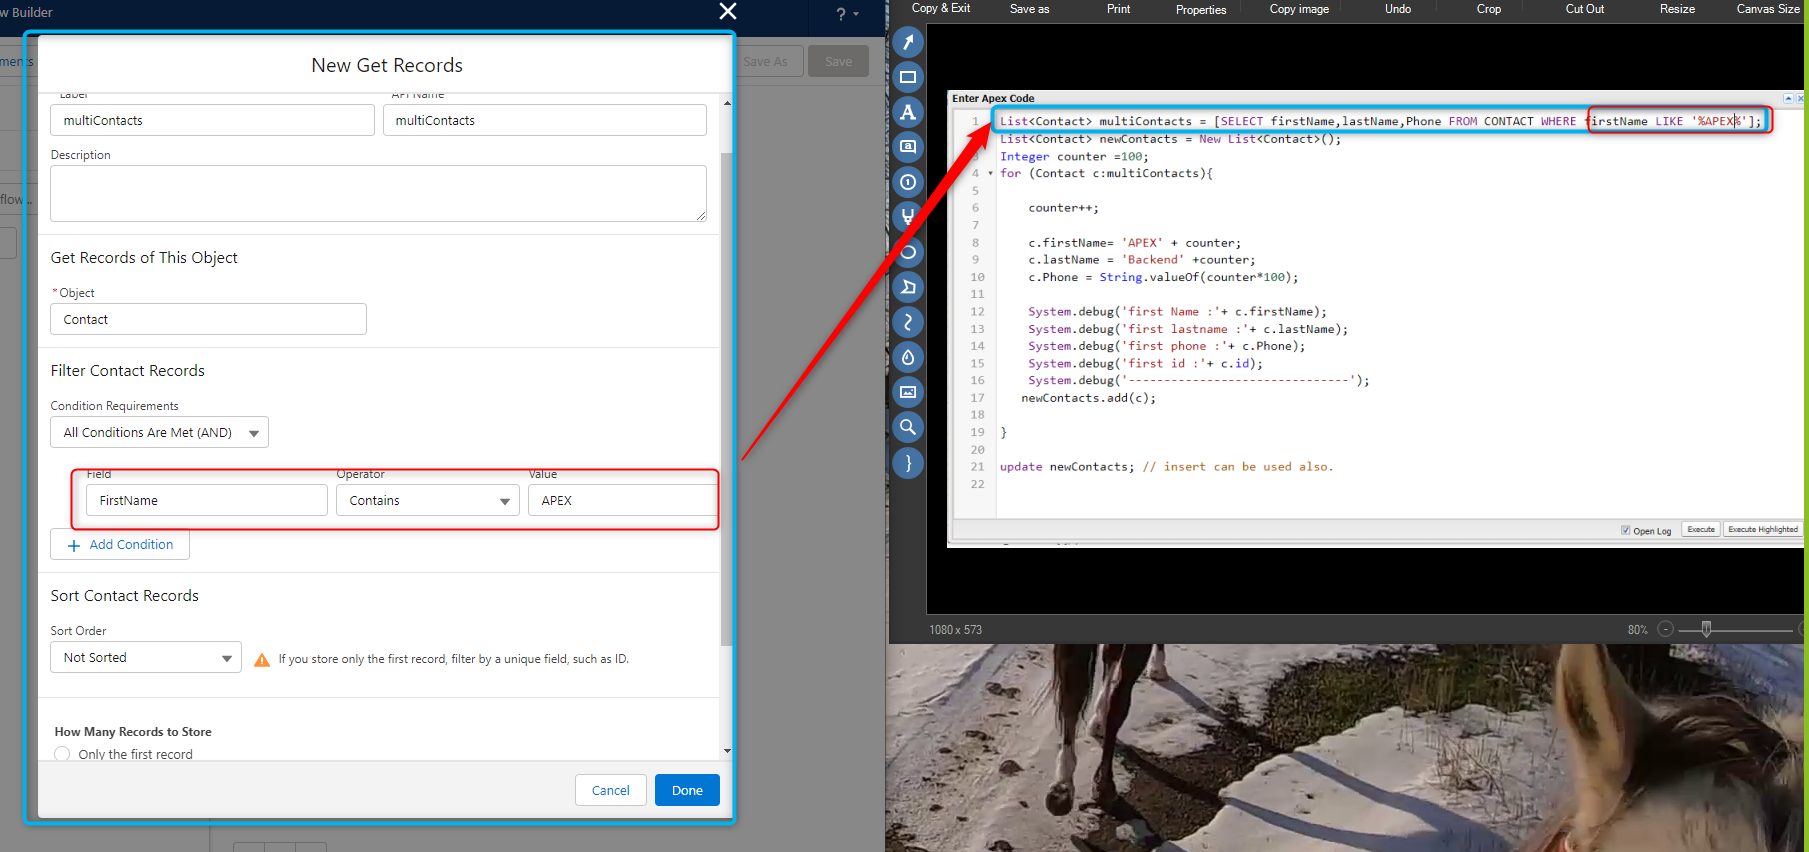 w Builder
?
ments
Save As
Save
flow...
New Get Records
Label
API Name
multiContacts
multiContacts
Description
Get Records of This Object
*Object
Contact
Filter Contact Records
Condition Requirements
All Conditions Are Met (AND)
Field
Operator
Value
FirstName
Contains
APEX
+ Add Condition
Sort Contact Records
Sort Order
Not Sorted
If you store only the first record, filter by a unique field, such as ID.
How Many Records to Store
Only the first record
Cancel
Done
Copy & Exit
Save as
Print
Properties
Copy image
Undo
Crop
Cut Out
Resize
Canvas Size
Enter Apex Code
1 List<Contact> multiContacts = [SELECT firstName,lastName,Phone FROM CONTACT WHERE firstName LIKE '%APEX%'];
List<Contact> newContacts = New List<Contact>();
3 Integer counter =100;
4 for (Contact c:multiContacts){
5
6 counter++;
7
8 c.firstName= 'APEX' + counter;
9 c.lastName = 'Backend' +counter;
10 c.Phone = String.valueOf(counter*100);
11
12 System.debug('first Name :'+ c.firstName);
13 System.debug('first lastname :'+ c.lastName);
14 System.debug('first phone :'+ c.Phone);
15 System.debug('first id :'+ c.id);
16 System.debug('-------------------------------');
17 newContacts.add(c);
18
19 }
20
21 update newContacts; // insert can be used also.
22
Open Log
Execute
Execute Highlighted
1080 x 573
80%